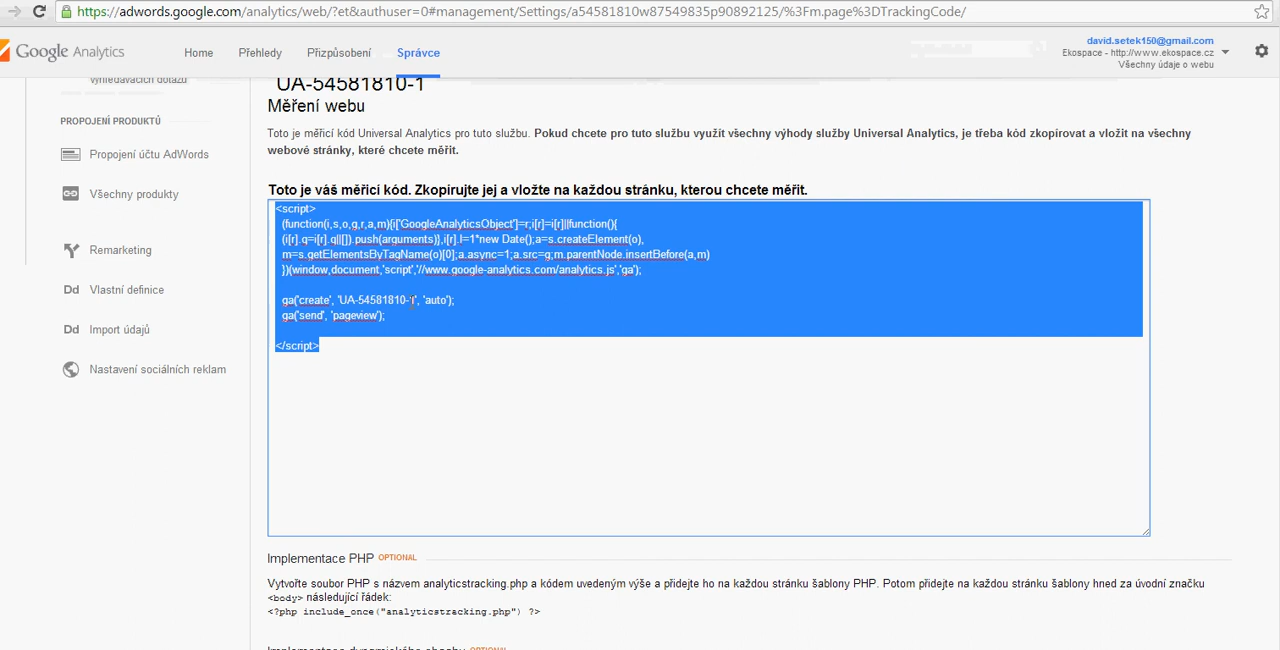 https://adwords.google.com/analytics/web/?et&authuser=0#management/Settings/a54581810w87549835p90892125/%3Fm.page%3DTrackingCode/
Google Analytics
Home
Přehledy
Přizpůsobení
Správce
david.setek150@gmail.com
Ekospace - http://www.ekospace.cz
Všechny údaje o webu
vyhledávacích dotazů
PROPOJENÍ PRODUKTŮ
Propojení účtu AdWords
Všechny produkty
Remarketing
Dd Vlastní definice
Dd Import údajů
Nastavení sociálních reklam
UA-54581810-1
Měření webu
Toto je měřicí kód Universal Analytics pro tuto službu. Pokud chcete pro tuto službu využít všechny výhody služby Universal Analytics, je třeba kód zkopírovat a vložit na všechny
webové stránky, které chcete měřit.
Toto je váš měřicí kód. Zkopírujte jej a vložte na každou stránku, kterou chcete měřit.
<script>
(function(i,s,o,g,r,a,m){i['GoogleAnalyticsObject']=r;i[r]=i[r]||function(){
(i[r].q=i[r].q||[]).push(arguments)},i[r].l=1*new Date();a=s.createElement(o),
m=s.getElementsByTagName(o)[0];a.async=1;a.src=g;m.parentNode.insertBefore(a,m)
})(window,document,'script','//www.google-analytics.com/analytics.js','ga');
ga('create', 'UA-54581810-1', 'auto');
ga('send', 'pageview');
</script>
Implementace PHP OPTIONAL
Vytvořte soubor PHP s názvem analyticstracking.php a kódem uvedeným výše a přidejte ho na každou stránku šablony PHP. Potom přidejte na každou stránku šablony hned za úvodní značku
<body> následující řádek:
<?php include_once("analyticstracking.php") ?>
Implementace dynamického obsahu OPTIONAL